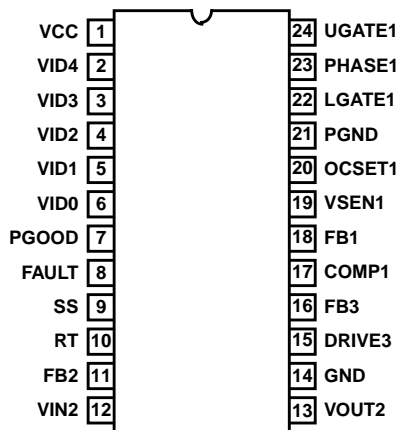 VCC 1 24 UGATE1
VID4 2 23 PHASE1
VID3 3 22 LGATE1
VID2 4 21 PGND
VID1 5 20 OCSET1
VID0 6 19 VSEN1
PGOOD 7 18 FB1
FAULT 8 17 COMP1
SS 9 16 FB3
RT 10 15 DRIVE3
FB2 11 14 GND
VIN2 12 13 VOUT2